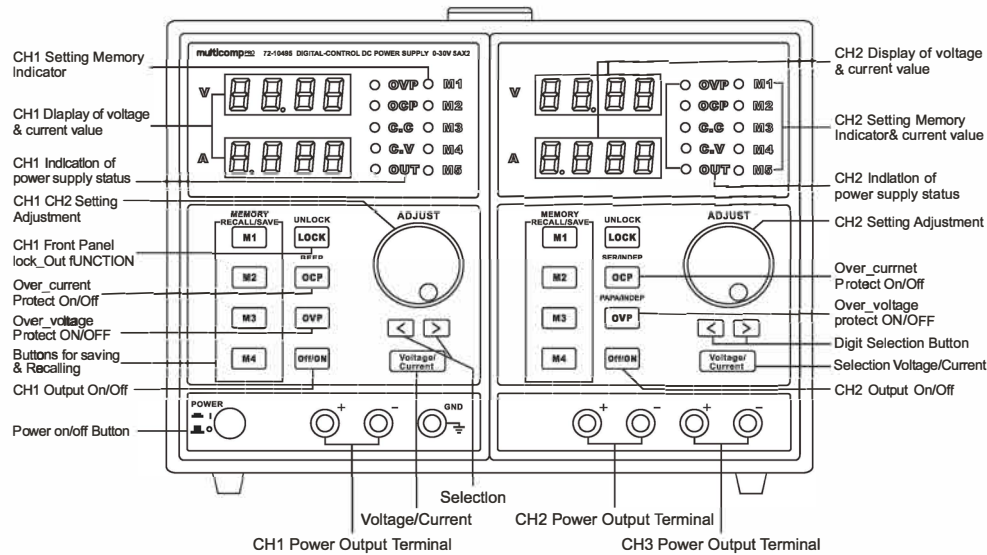 multicomp PRO 72-10495 DIGITAL-CONTROL DC POWER SUPPLY 0-30V 5AX2
CH1 Setting Memory
Indicator
CH1 Dlaplay of voltage
& current value
CH1 Indlcatlon of
power supply status
CH1 CH2 Setting
Adjustment
CH1 Front Panel
lock_Out fUNCTION
Over_current
Protect On/Off
Over_voltage
Protect ON/OFF
Buttons for saving
& Recalling
CH1 Output On/Off
Power on/off Button
V
A
OVP M1
OCP M2
C.C M3
C.V M4
OUT M5
MEMORY
RECALL/SAVE
M1
M2
M3
M4
UNLOCK
LOCK
BEEP
OCP
OVP
Off/ON
ADJUST
< >
Voltage/
Current
POWER
I
O
+ −
GND
V
A
OVP M1
OCP M2
C.C M3
C.V M4
OUT M5
MEMORY
RECALL/SAVE
M1
M2
M3
M4
UNLOCK
LOCK
SER/INDEP
OCP
PAPA/INDEP
OVP
Off/ON
ADJUST
< >
Voltage/
Current
+ − + −
CH2 Display of voltage
& current value
CH2 Setting Memory
Indicator& current value
CH2 Indlation of
power supply status
CH2 Setting Adjustment
Over_currnet
Protect On/Off
Over_voltage
protect ON/OFF
Digit Selection Button
Selection Voltage/Current
CH2 Output On/Off
Selection
Voltage/Current
CH2 Power Output Terminal
CH1 Power Output Terminal
CH3 Power Output Terminal